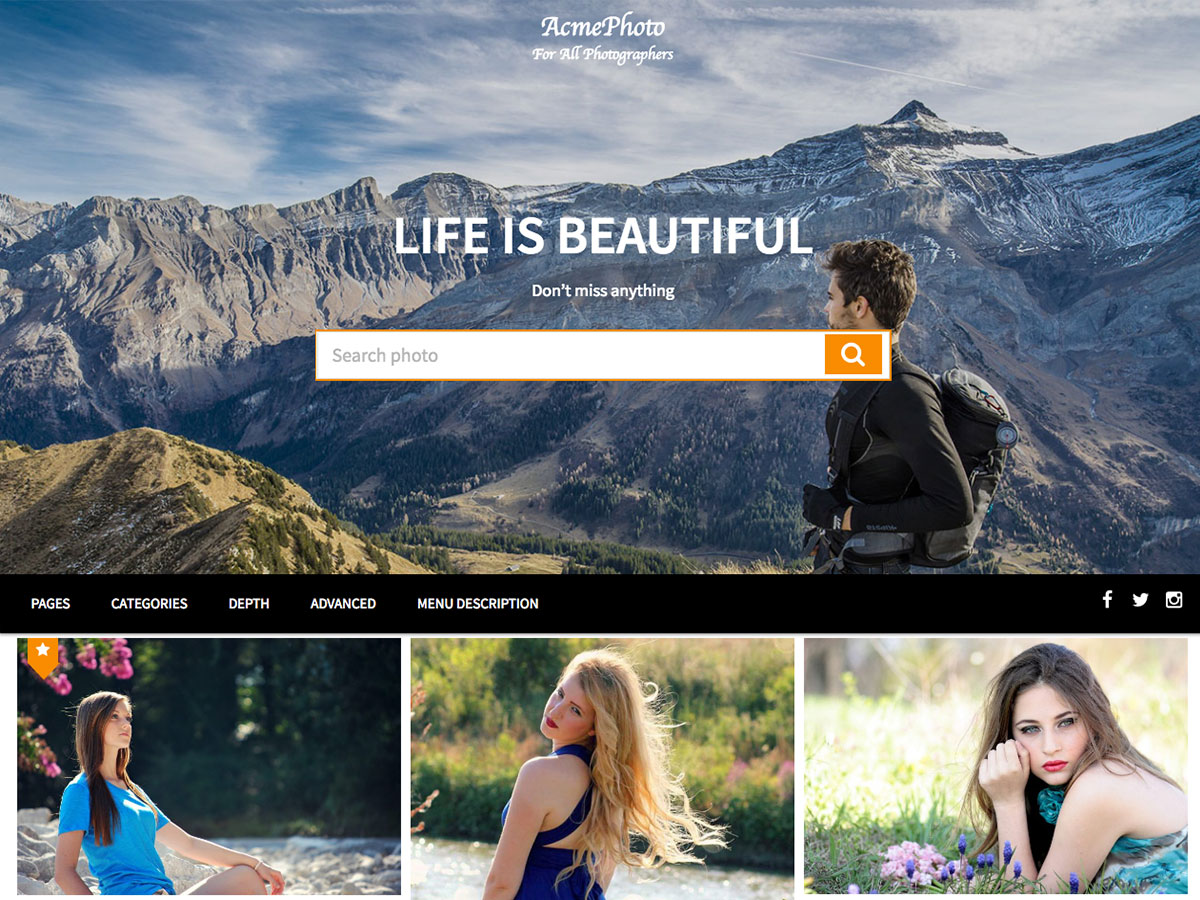 AcmePhoto
For All Photographers
LIFE IS BEAUTIFUL
Don't miss anything
Search photo
PAGES CATEGORIES DEPTH ADVANCED MENU DESCRIPTION